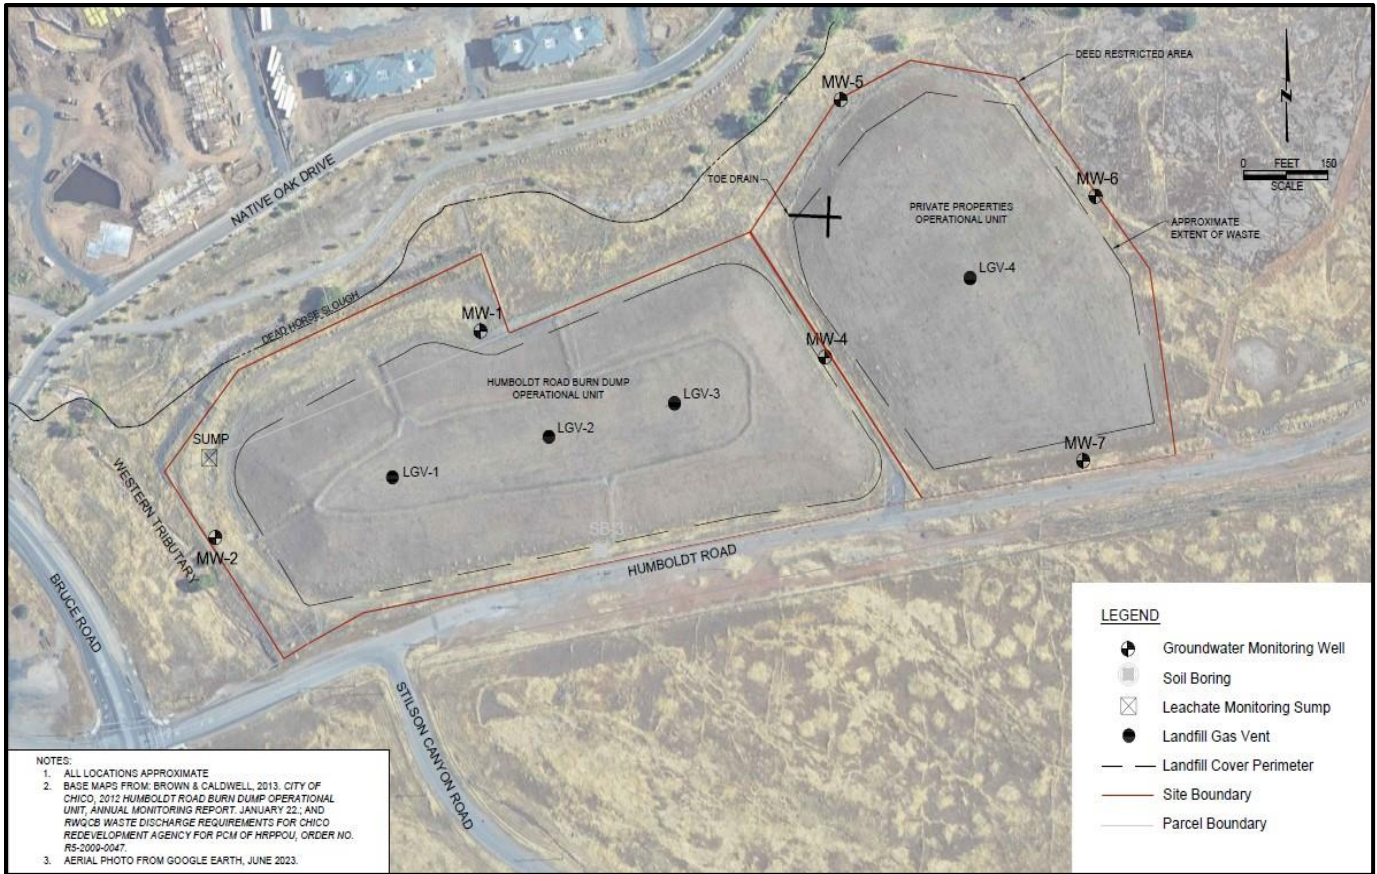 DEED RESTRICTED AREA
MW-5
N
0 FEET 150
SCALE
TOE DRAIN
MW-6
PRIVATE PROPERTIES
OPERATIONAL UNIT
APPROXIMATE
EXTENT OF WASTE
NATIVE OAK DRIVE
LGV-4
DEAD HORSE SLOUGH
MW-1
MW-4
HUMBOLDT ROAD BURN DUMP
OPERATIONAL UNIT
LGV-3
SUMP
LGV-2
MW-7
LGV-1
WESTERN TRIBUTARY
SB-3
MW-2
HUMBOLDT ROAD
BRUCE ROAD
STILSON CANYON ROAD
LEGEND
Groundwater Monitoring Well
Soil Boring
Leachate Monitoring Sump
Landfill Gas Vent
Landfill Cover Perimeter
Site Boundary
Parcel Boundary
NOTES:
1. ALL LOCATIONS APPROXIMATE
2. BASE MAPS FROM: BROWN & CALDWELL, 2013. CITY OF
CHICO, 2012 HUMBOLDT ROAD BURN DUMP OPERATIONAL
UNIT, ANNUAL MONITORING REPORT. JANUARY 22.; AND
RWQCB WASTE DISCHARGE REQUIREMENTS FOR CHICO
REDEVELOPMENT AGENCY FOR PCM OF HRPPOU, ORDER NO.
R5-2009-0047.
3. AERIAL PHOTO FROM GOOGLE EARTH, JUNE 2023.